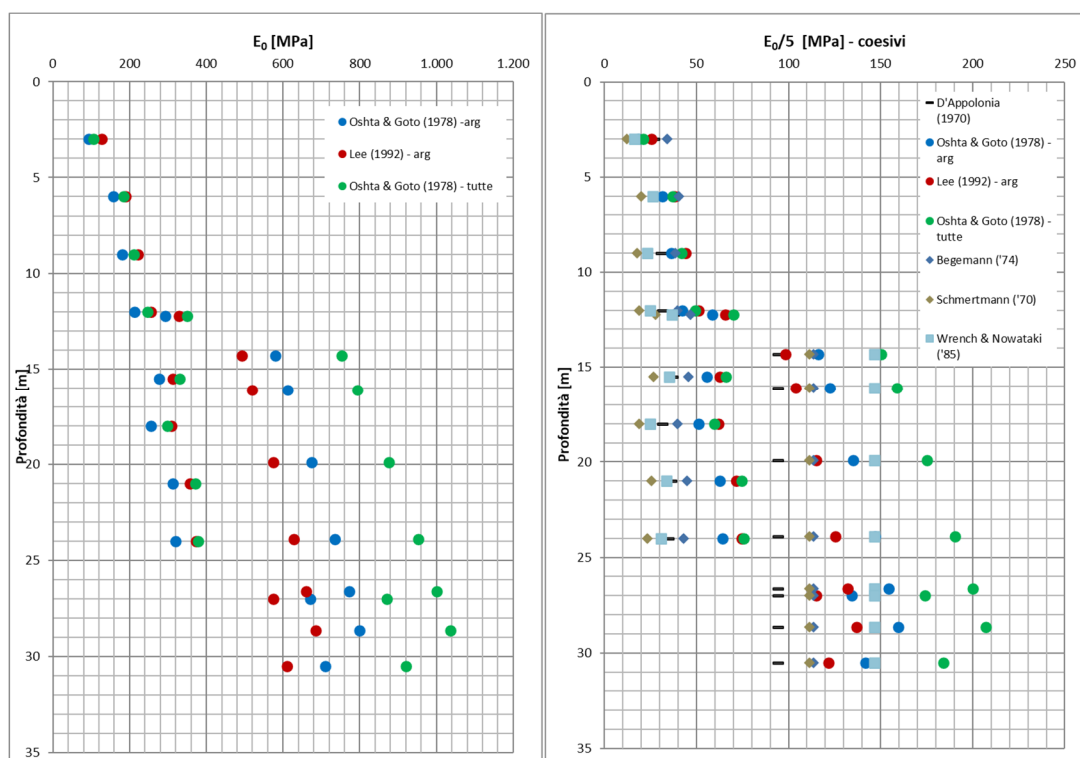 E0 [MPa]
0 200 400 600 800 1.000 1.200
0
5
10
15
20
25
30
35
Profondità [m]
Oshta & Goto (1978) -arg
Lee (1992) - arg
Oshta & Goto (1978) - tutte
E0/5 [MPa] - coesivi
0 50 100 150 200 250
0
5
10
15
20
25
30
35
Profondità [m]
D'Appolonia
(1970)
Oshta & Goto (1978) -
arg
Lee (1992) - arg
Oshta & Goto (1978) -
tutte
Begemann ('74)
Schmertmann ('70)
Wrench & Nowataki
('85)